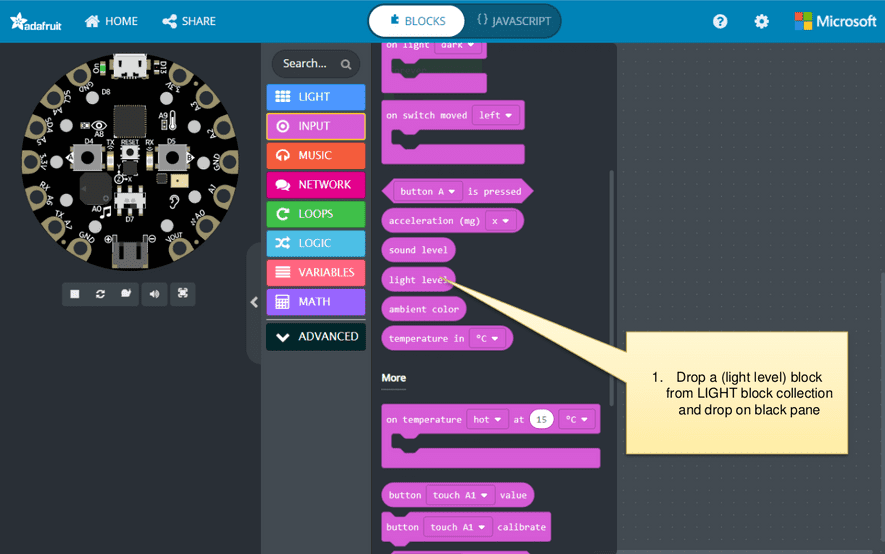 adafruit HOME SHARE BLOCKS {} JAVASCRIPT ? Microsoft
On D13
GND D8 GND
SCL A4 A3
SDA A5 A8 A9 A2
D4 TX RESET RX D5
3.3V A B GND
RX A6 A0 D7 A1
TX A7 A0
GND VOUT
Search...
LIGHT
INPUT
MUSIC
NETWORK
LOOPS
LOGIC
VARIABLES
MATH
ADVANCED
on light dark
on switch moved left
button A is pressed
acceleration (mg) x
sound level
light level
ambient color
temperature in °C
More
on temperature hot at 15 °C
button touch A1 value
button touch A1 calibrate
1. Drop a (light level) block
from LIGHT block collection
and drop on black pane